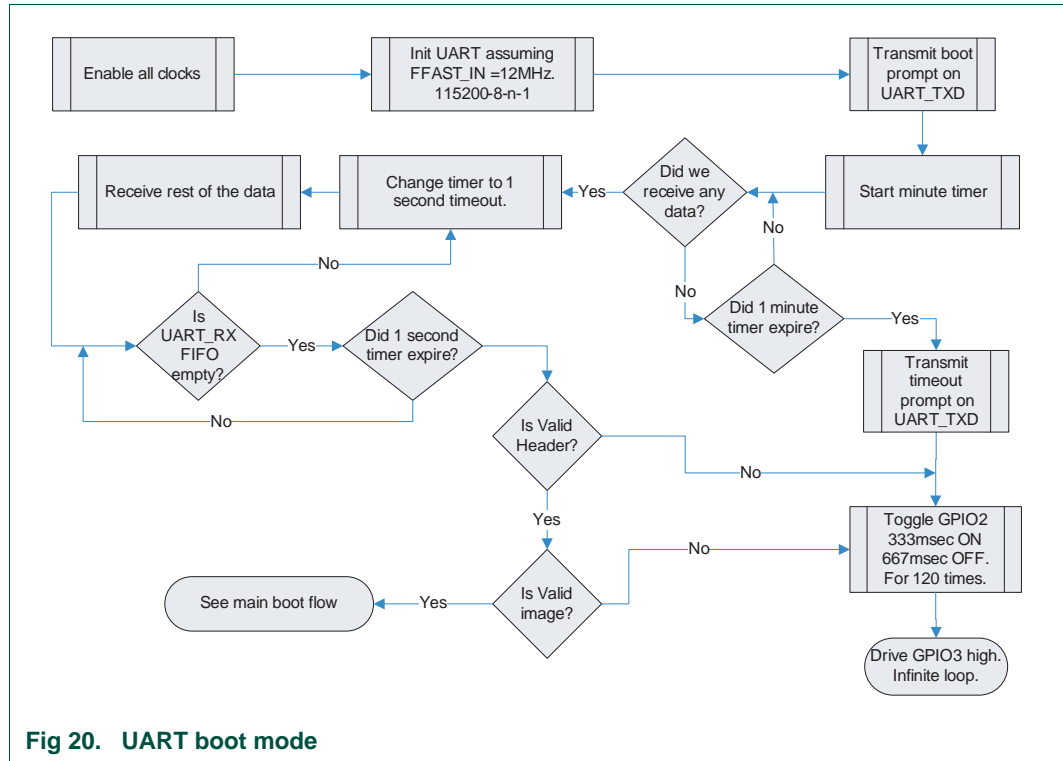 Enable all clocks
Init UART assuming
FFAST_IN =12MHz.
115200-8-n-1
Transmit boot
prompt on
UART_TXD
Receive rest of the data
Change timer to 1
second timeout.
Yes
Did we
receive any
data?
Start minute timer
No
No
No
Did 1 minute
timer expire?
Yes
Is
UART_RX
FIFO
empty?
Yes
Did 1 second
timer expire?
No
Transmit
timeout
prompt on
UART_TXD
Is Valid
Header?
No
Yes
Toggle GPIO2
333msec ON
667msec OFF.
For 120 times.
No
See main boot flow
Yes
Is Valid
image?
Drive GPIO3 high.
Infinite loop.
Fig 20. UART boot mode